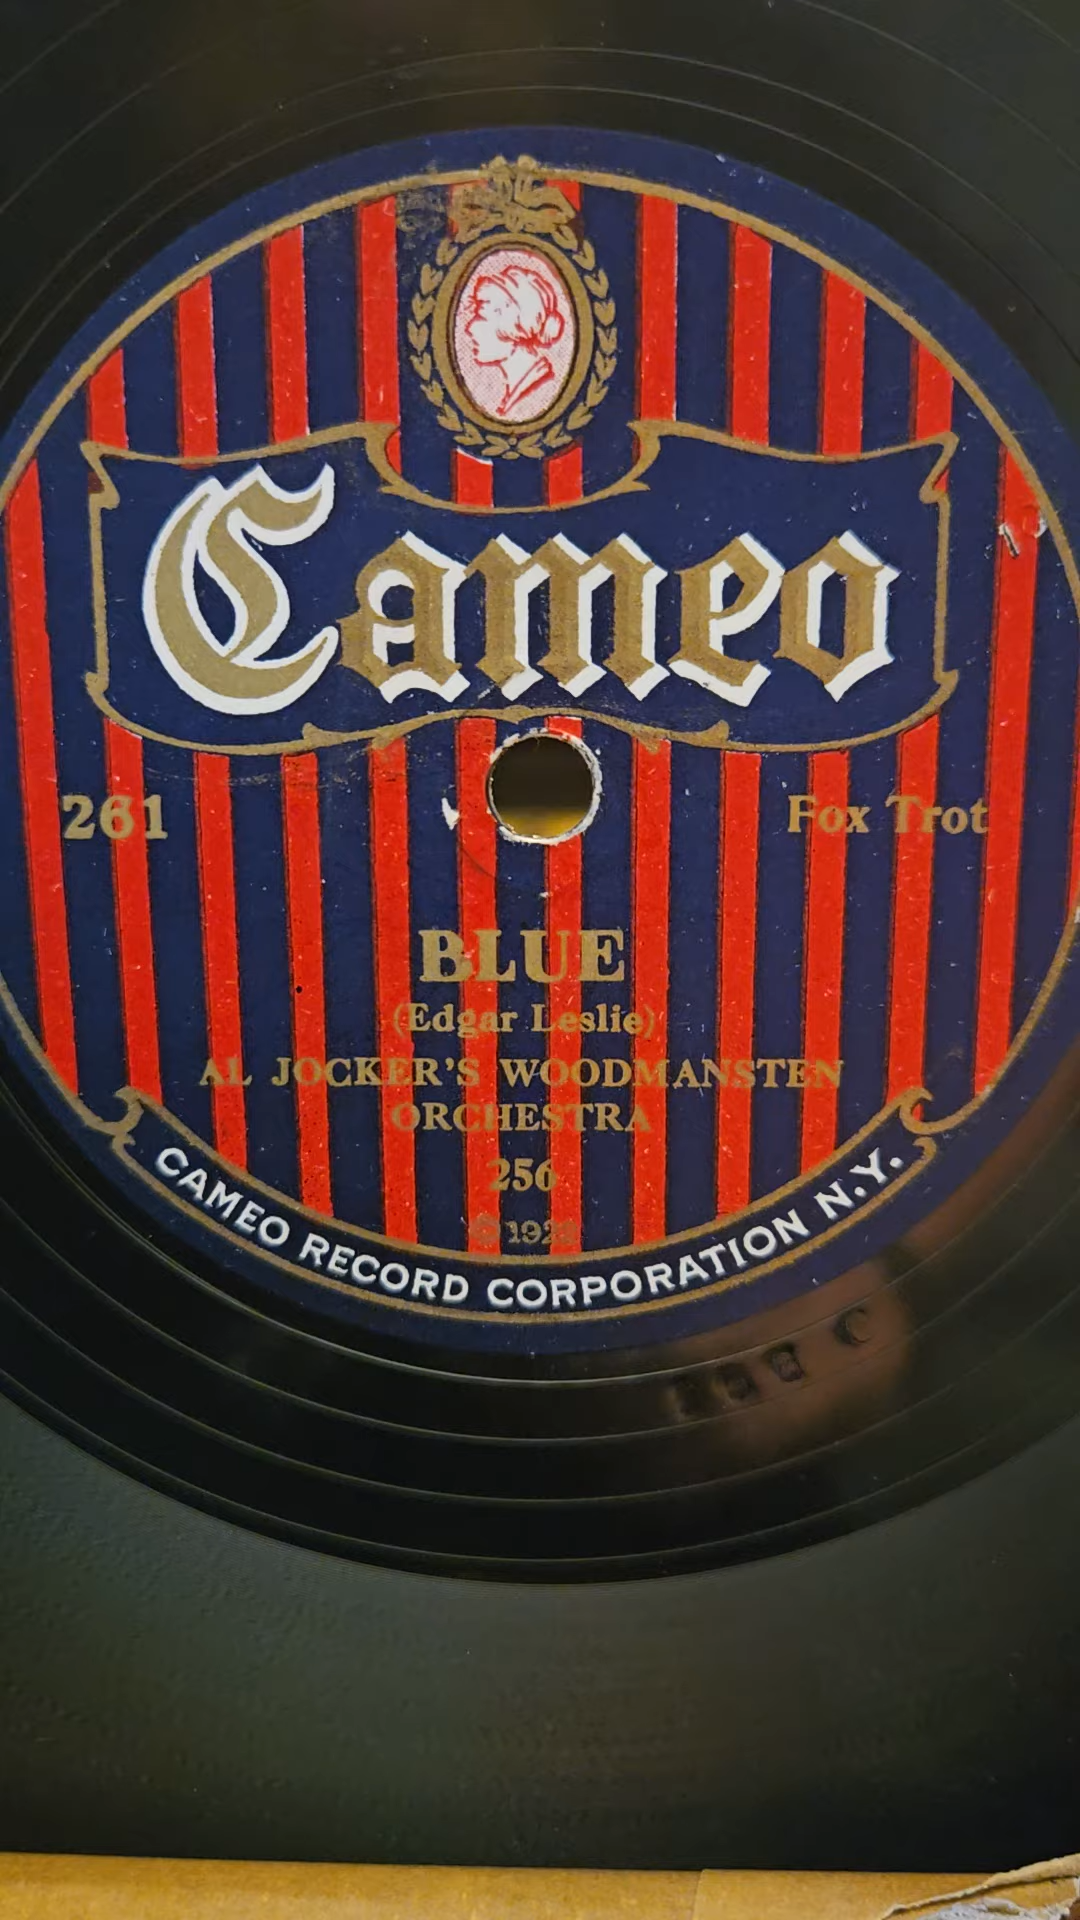 Cameo
261
Fox Trot
BLUE
(Edgar Leslie)
AL JOCKER'S WOODMANSTEN
ORCHESTRA
256
CAMEO RECORD CORPORATION N.Y.